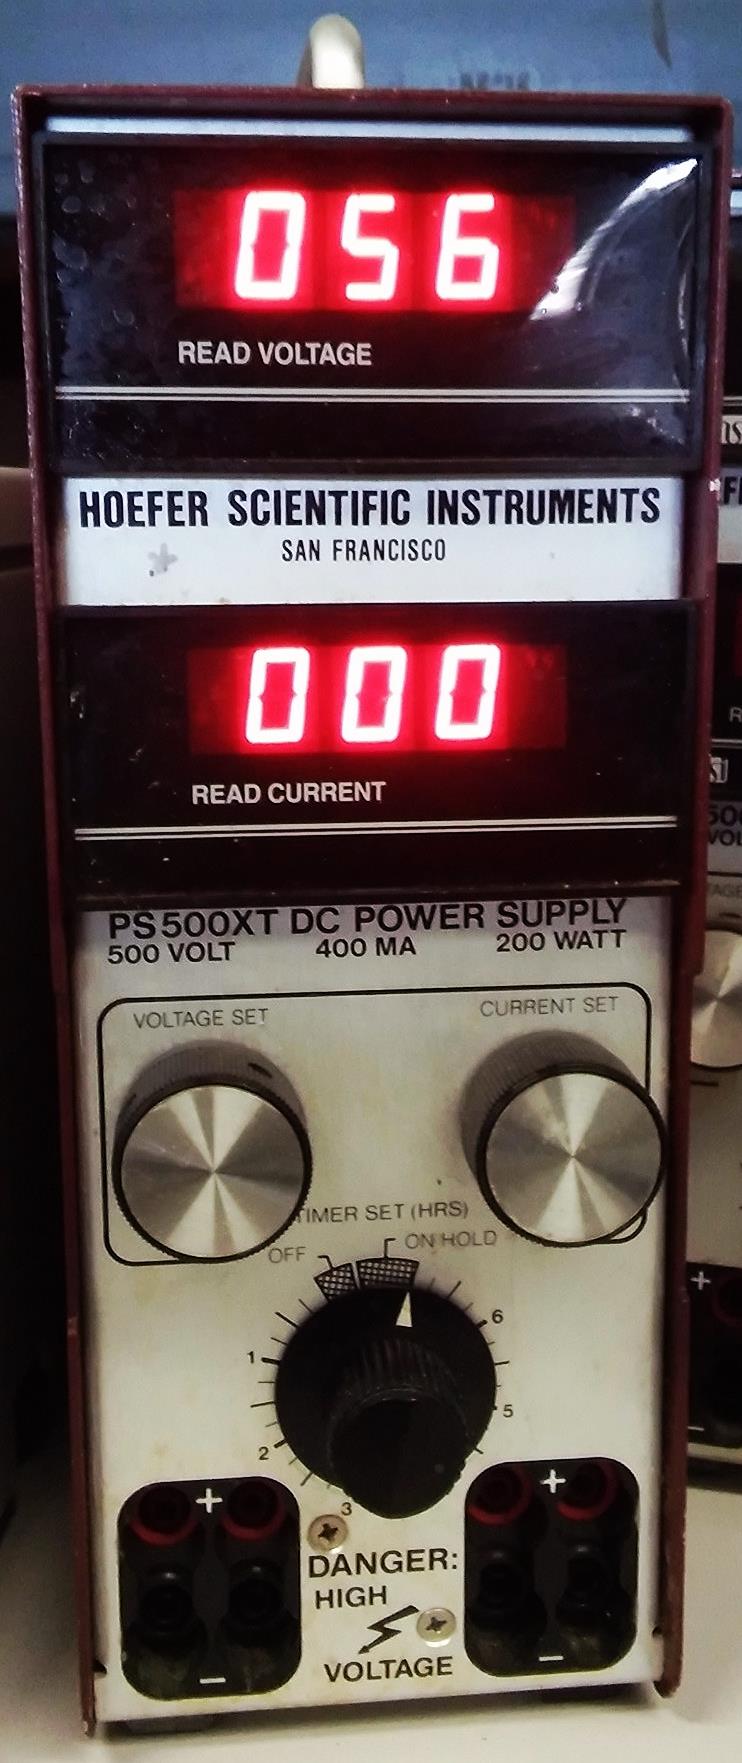 056
READ VOLTAGE
HOEFER SCIENTIFIC INSTRUMENTS
SAN FRANCISCO
000
READ CURRENT
PS500XT DC POWER SUPPLY
500 VOLT 400 MA 200 WATT
VOLTAGE SET CURRENT SET
TIMER SET (HRS)
OFF ON HOLD
6
1
5
2
3
+ +
DANGER:
HIGH
VOLTAGE
- -
+
-